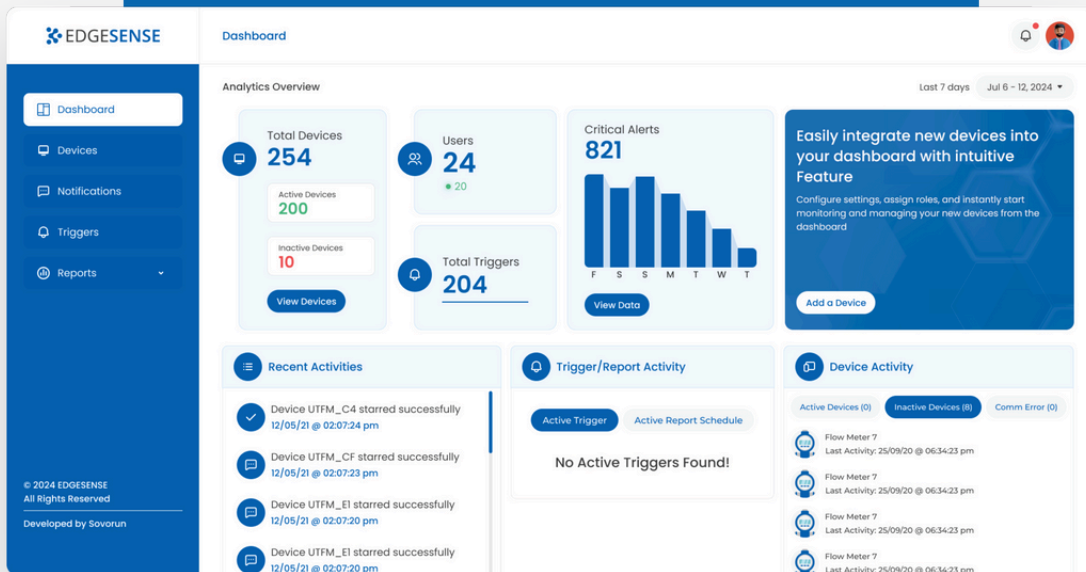 EDGESENSE
Dashboard
Dashboard
Devices
Notifications
Triggers
Reports
© 2024 EDGESENSE
All Rights Reserved
Developed by Sovorun
Analytics Overview
Last 7 days
Jul 6 - 12, 2024
Total Devices
254
Active Devices
200
Inactive Devices
10
View Devices
Users
24
20
Total Triggers
204
Critical Alerts
821
F S S M T W T
View Data
Easily integrate new devices into
your dashboard with intuitive
Feature
Configure settings, assign roles, and instantly start
monitoring and managing your new devices from the
dashboard
Add a Device
Recent Activities
Device UTFM_C4 starred successfully
12/05/21 @ 02:07:24 pm
Device UTFM_CF starred successfully
12/05/21 @ 02:07:23 pm
Device UTFM_E1 starred successfully
12/05/21 @ 02:07:20 pm
Device UTFM_E1 starred successfully
12/05/21 @ 02:07:20 pm
Trigger/Report Activity
Active Trigger
Active Report Schedule
No Active Triggers Found!
Device Activity
Active Devices (0)
Inactive Devices (8)
Comm Error (0)
Flow Meter 7
Last Activity: 25/09/20 @ 06:34:23 pm
Flow Meter 7
Last Activity: 25/09/20 @ 06:34:23 pm
Flow Meter 7
Last Activity: 25/09/20 @ 06:34:23 pm
Flow Meter 7
Last Activity: 25/09/20 @ 06:34:23 pm